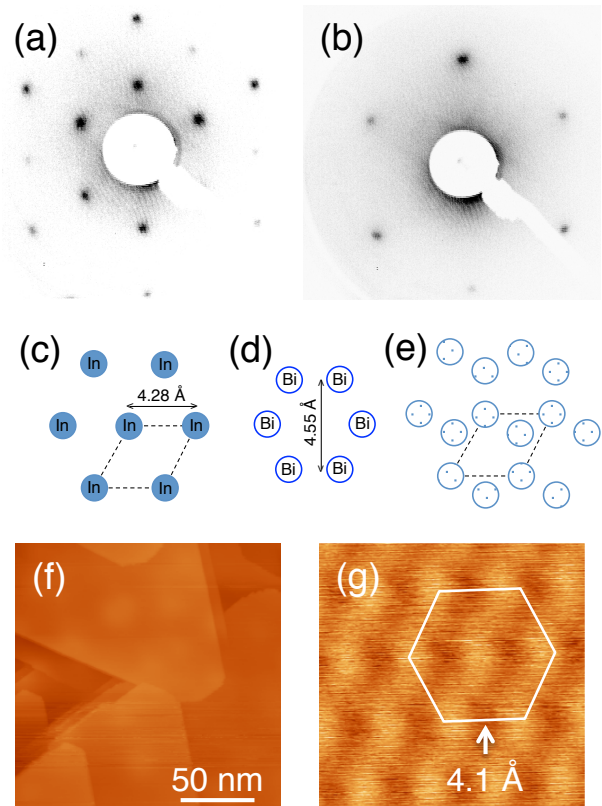 (a)
(b)
(c)
In
In
4.28 Å
In
In
In
In
In
(d)
Bi
Bi
4.55 Å
Bi
Bi
Bi
Bi
(e)
(f)
50 nm
(g)
4.1 Å